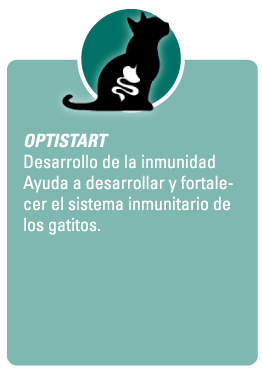 OPTISTART
Desarrollo de la inmunidad
Ayuda a desarrollar y fortale-
cer el sistema inmunitario de
los gatitos.